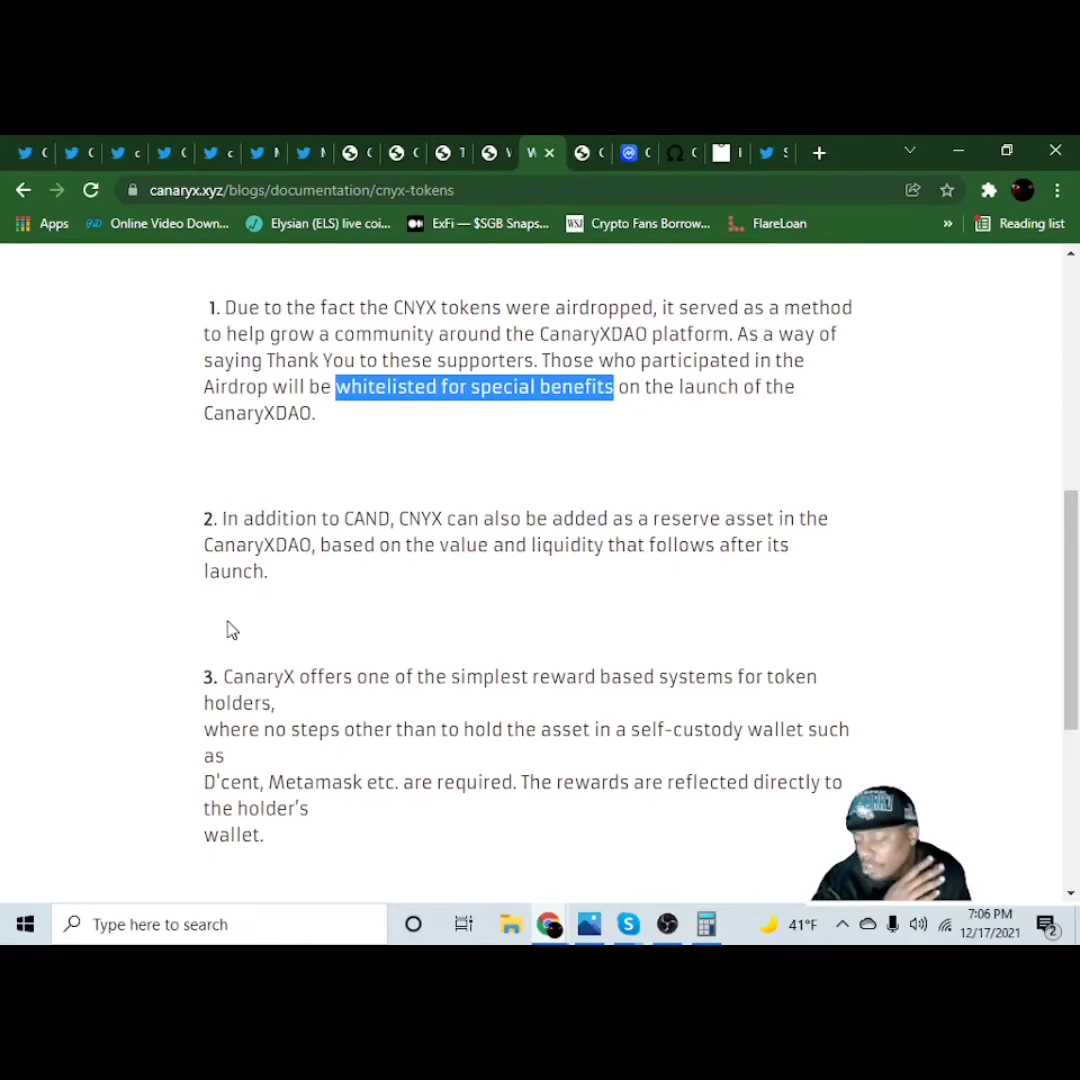 canaryx.xyz/blogs/documentation/cnyx-tokens
Apps Online Video Down... Elysian (ELS) live coi... ExFi — $SGB Snaps... WSJ Crypto Fans Borrow... FlareLoan » Reading list
1. Due to the fact the CNYX tokens were airdropped, it served as a method
to help grow a community around the CanaryXDAO platform. As a way of
saying Thank You to these supporters. Those who participated in the
Airdrop will be whitelisted for special benefits on the launch of the
CanaryXDAO.
2. In addition to CAND, CNYX can also be added as a reserve asset in the
CanaryXDAO, based on the value and liquidity that follows after its
launch.
3. CanaryX offers one of the simplest reward based systems for token
holders,
where no steps other than to hold the asset in a self-custody wallet such
as
D'cent, Metamask etc. are required. The rewards are reflected directly to
the holder's
wallet.
Type here to search
41°F
7:06 PM
12/17/2021
2